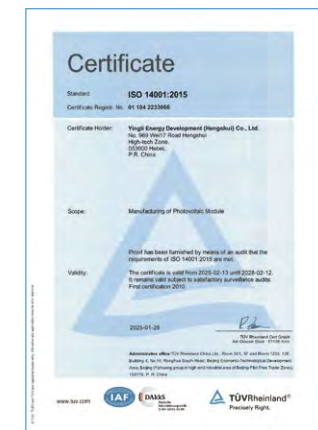 Certificate
Standard ISO 14001:2015
Certificate Registr. No. 01 104 2233666
Certificate Holder: Yingli Energy Development (Hengshui) Co., Ltd.
No. 969 Wei17 Road Hengshui
High-tech Zone,
053000 Hebei,
P.R. China
Scope: Manufacturing of Photovoltaic Module
Proof has been furnished by means of an audit that the
requirements of ISO 14001:2015 are met.
Validity: The certificate is valid from 2025-02-13 until 2028-02-12.
It remains valid subject to satisfactory surveillance audits.
First certification 2010
2025-01-26
TÜV Rheinland Cert GmbH
www.tuv.com
IAF
DAkkS
TÜVRheinland®
Precisely Right.